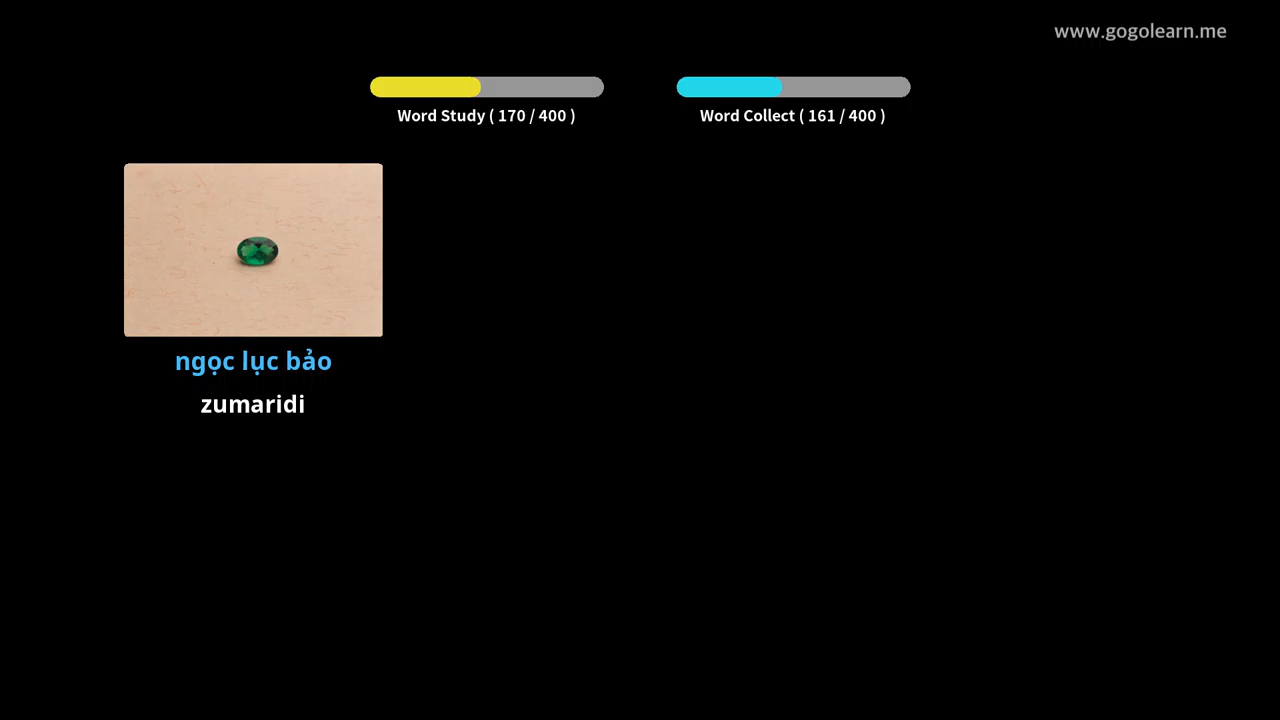 www.gogolearn.me
Word Study ( 170 / 400 )
Word Collect ( 161 / 400 )
ngọc lục bảo
zumaridi